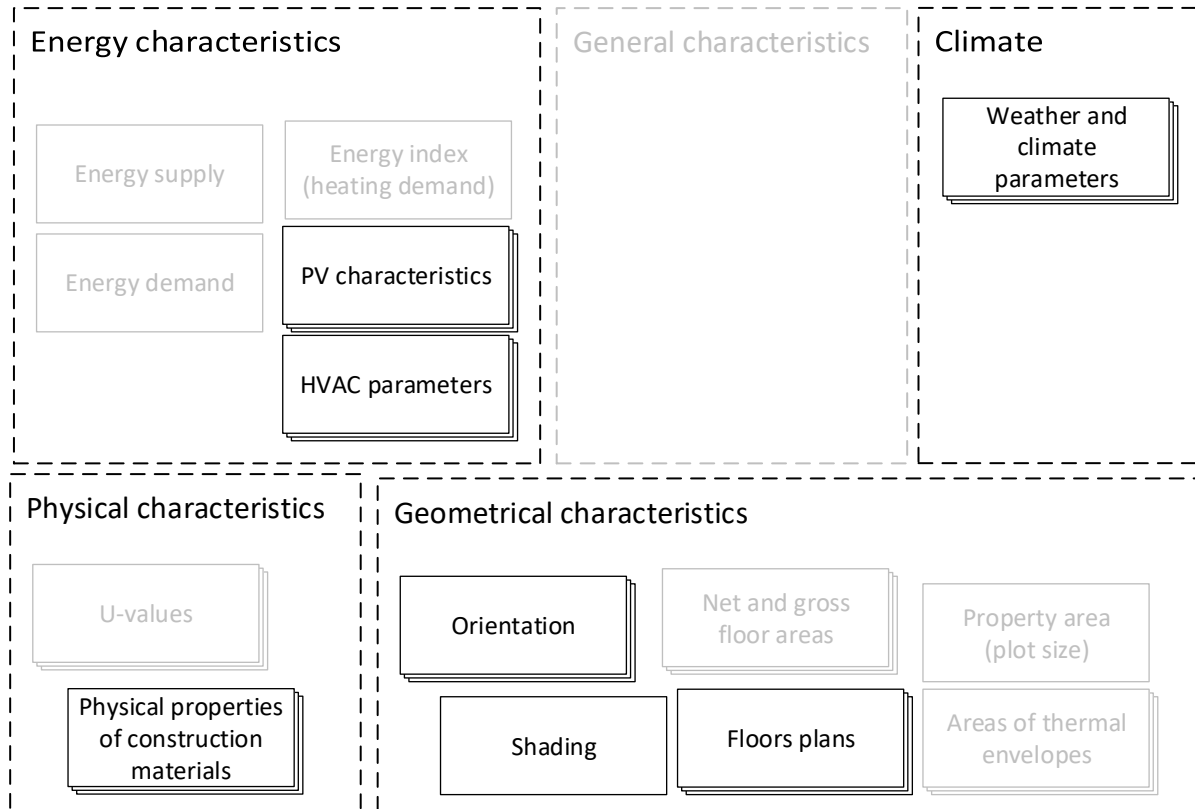 Energy characteristics
Energy supply
Energy index
(heating demand)
Energy demand
PV characteristics
HVAC parameters
General characteristics
Climate
Weather and
climate
parameters
Physical characteristics
U-values
Physical properties
of construction
materials
Geometrical characteristics
Orientation
Net and gross
floor areas
Property area
(plot size)
Shading
Floors plans
Areas of thermal
envelopes